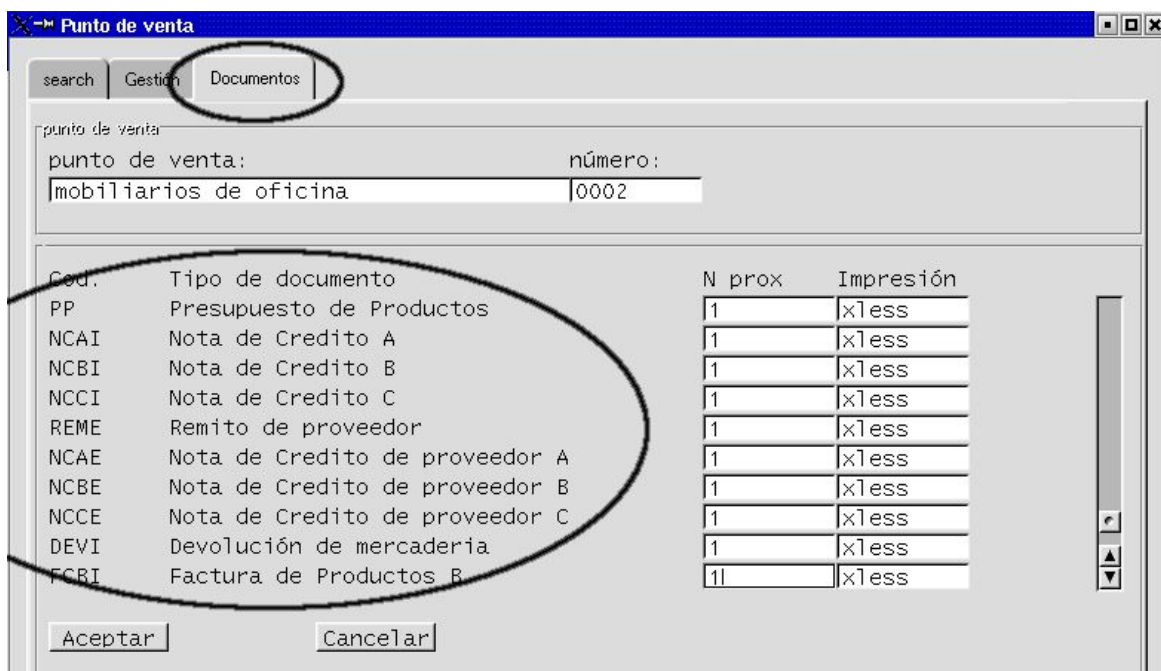 Punto de venta
search Gestión Documentos
punto de venta
punto de venta: número:
mobiliarios de oficina 0002
Cod. Tipo de documento N prox Impresión
PP Presupuesto de Productos 1 xless
NCAI Nota de Credito A 1 xless
NCBI Nota de Credito B 1 xless
NCCI Nota de Credito C 1 xless
REME Remito de proveedor 1 xless
NCAE Nota de Credito de proveedor A 1 xless
NCBE Nota de Credito de proveedor B 1 xless
NCCE Nota de Credito de proveedor C 1 xless
DEVI Devolución de mercaderia 1 xless
FCBI Factura de Productos B 1 xless
Aceptar Cancelar